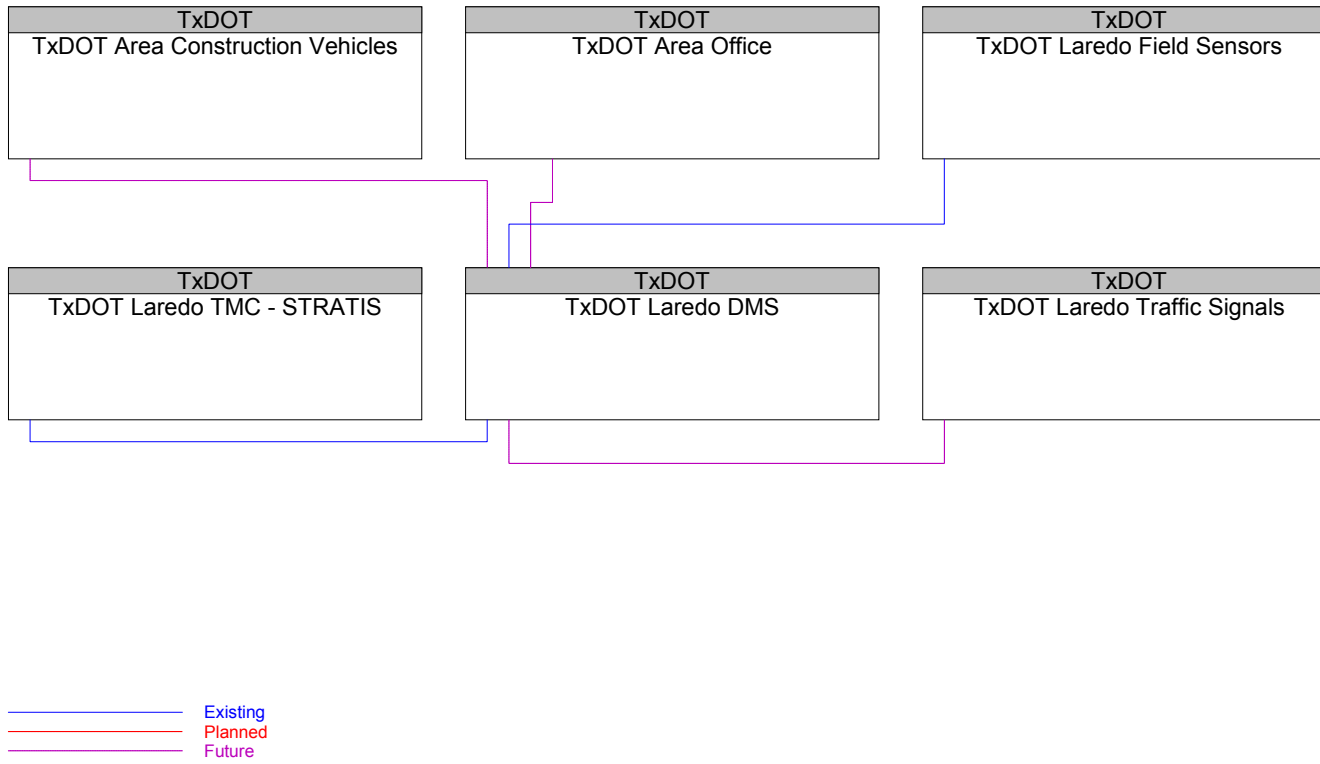 TxDOT
TxDOT Area Construction Vehicles
TxDOT
TxDOT Area Office
TxDOT
TxDOT Laredo Field Sensors
TxDOT
TxDOT Laredo TMC - STRATIS
TxDOT
TxDOT Laredo DMS
TxDOT
TxDOT Laredo Traffic Signals
Existing
Planned
Future